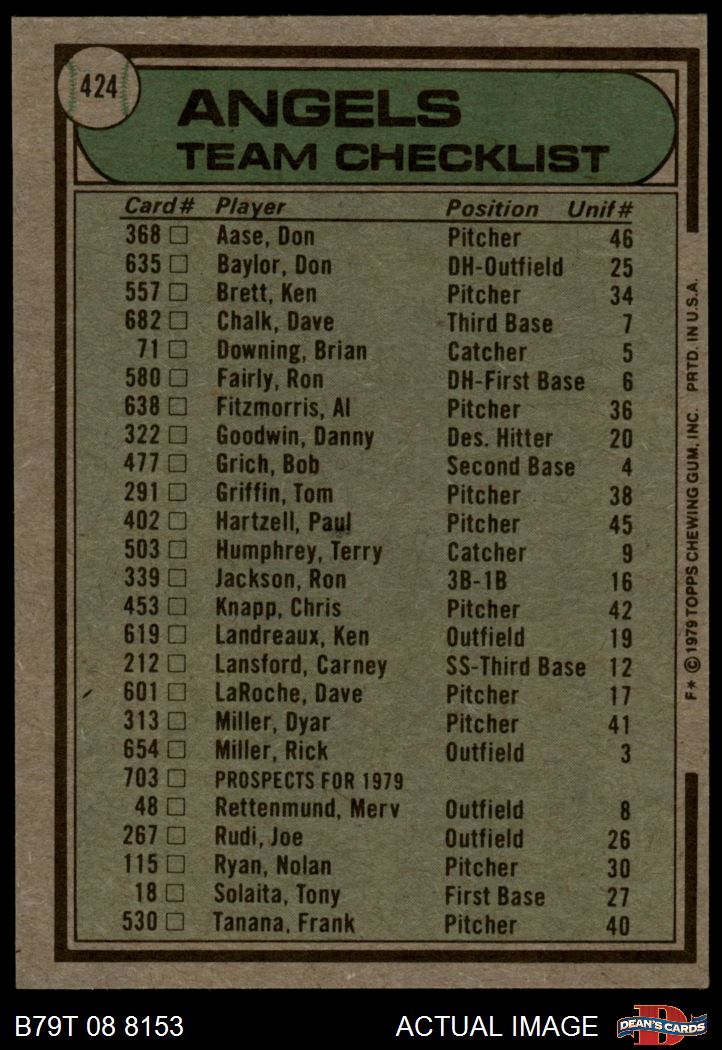 424
ANGELS
TEAM CHECKLIST
Card# Player Position Unif#
368 Aase, Don Pitcher 46
635 Baylor, Don DH-Outfield 25
557 Brett, Ken Pitcher 34
682 Chalk, Dave Third Base 7
71 Downing, Brian Catcher 5
580 Fairly, Ron DH-First Base 6
638 Fitzmorris, Al Pitcher 36
322 Goodwin, Danny Des. Hitter 20
477 Grich, Bob Second Base 4
291 Griffin, Tom Pitcher 38
402 Hartzell, Paul Pitcher 45
503 Humphrey, Terry Catcher 9
339 Jackson, Ron 3B-1B 16
453 Knapp, Chris Pitcher 42
619 Landreaux, Ken Outfield 19
212 Lansford, Carney SS-Third Base 12
601 LaRoche, Dave Pitcher 17
313 Miller, Dyar Pitcher 41
654 Miller, Rick Outfield 3
703 PROSPECTS FOR 1979
48 Rettenmund, Merv Outfield 8
267 Rudi, Joe Outfield 26
115 Ryan, Nolan Pitcher 30
18 Solaita, Tony First Base 27
530 Tanana, Frank Pitcher 40
F* © 1979 TOPPS CHEWING GUM, INC. PRTD. IN U.S.A.
B79T 08 8153 ACTUAL IMAGE
D
DEAN'S CARDS